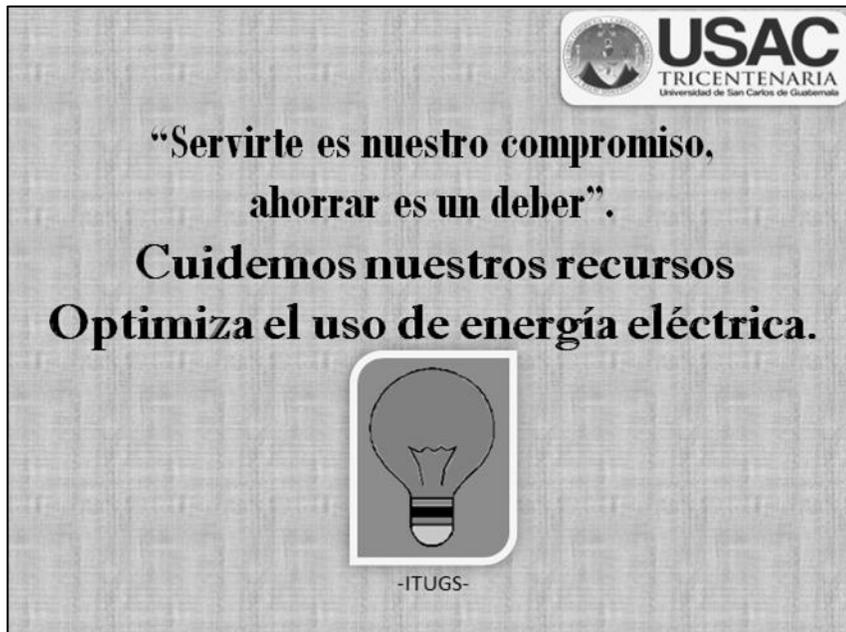 USAC
TRICENTENARIA
Universidad de San Carlos de Guatemala
“Servirte es nuestro compromiso,
ahorrar es un deber”.
Cuidemos nuestros recursos
Optimiza el uso de energía eléctrica.
-ITUGS-